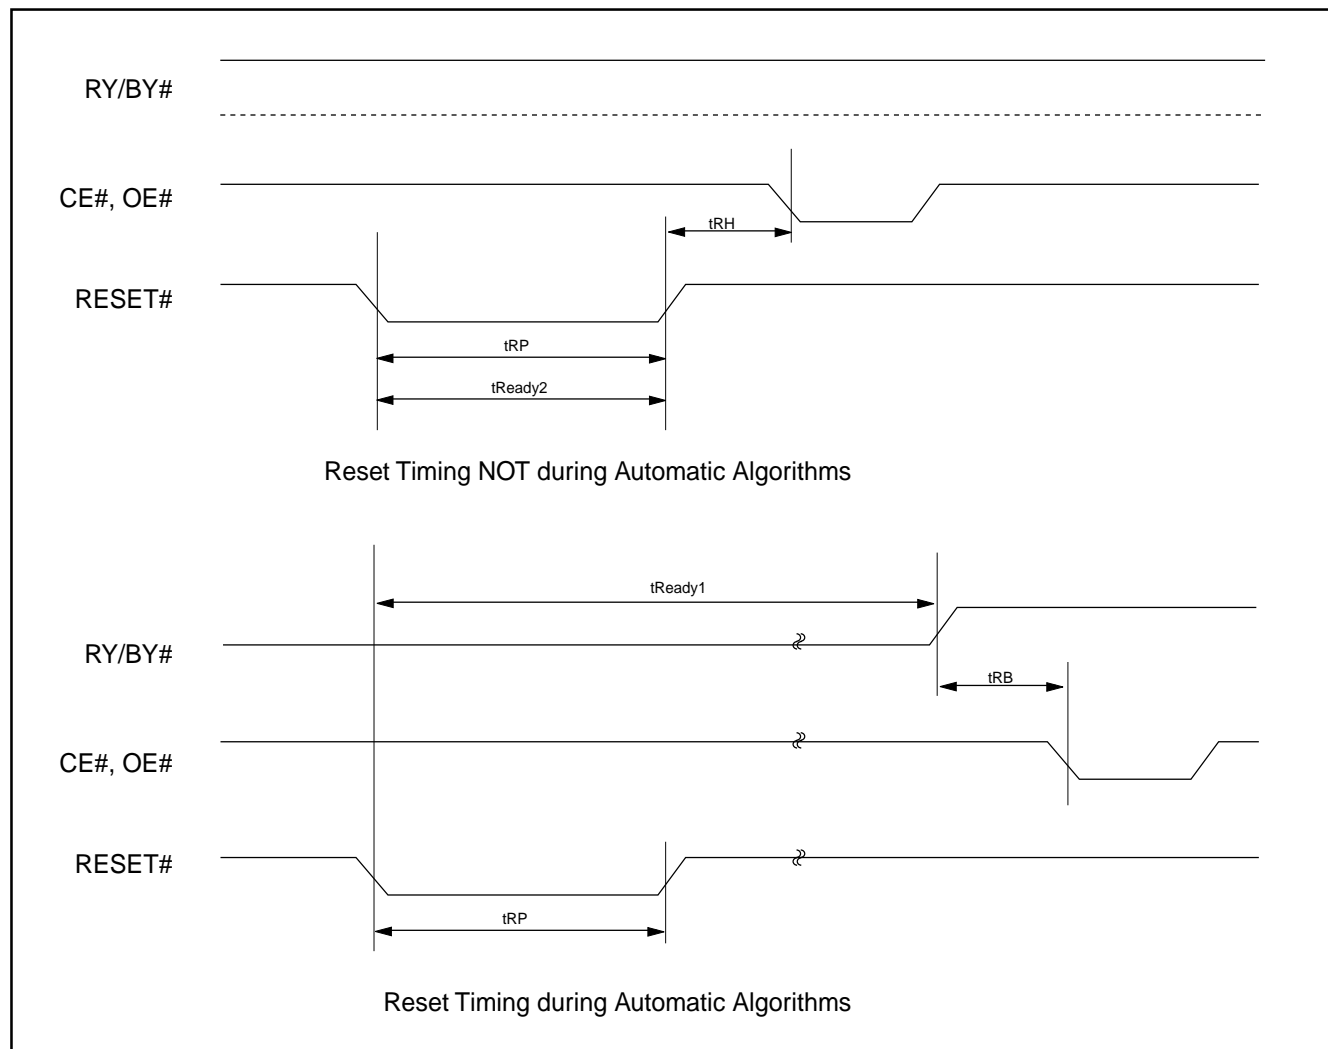 RY/BY#
CE#, OE#
tRH
RESET#
tRP
tReady2
Reset Timing NOT during Automatic Algorithms
tReady1
RY/BY#
tRB
CE#, OE#
RESET#
tRP
Reset Timing during Automatic Algorithms